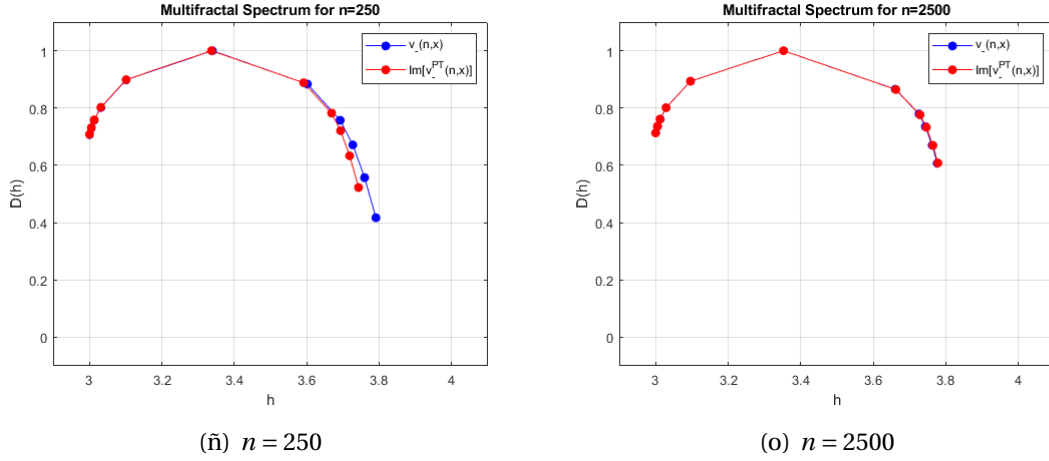 Multifractal Spectrum for n=250
v_(n,x)
Im[v_^PT(n,x)]
D(h)
1
0.8
0.6
0.4
0.2
0
3
3.2
3.4
3.6
3.8
4
h
(ñ) n = 250
Multifractal Spectrum for n=2500
v_(n,x)
Im[v_^PT(n,x)]
D(h)
1
0.8
0.6
0.4
0.2
0
3
3.2
3.4
3.6
3.8
4
h
(o) n = 2500